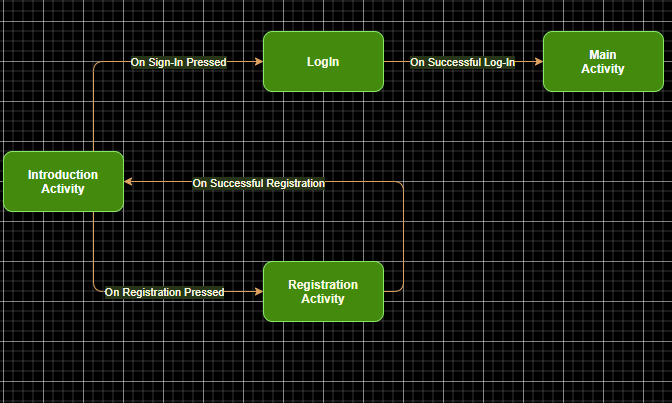 On Sign-In Pressed
LogIn
On Successful Log-In
Main
Activity
Introduction
Activity
On Successful Registration
On Registration Pressed
Registration
Activity